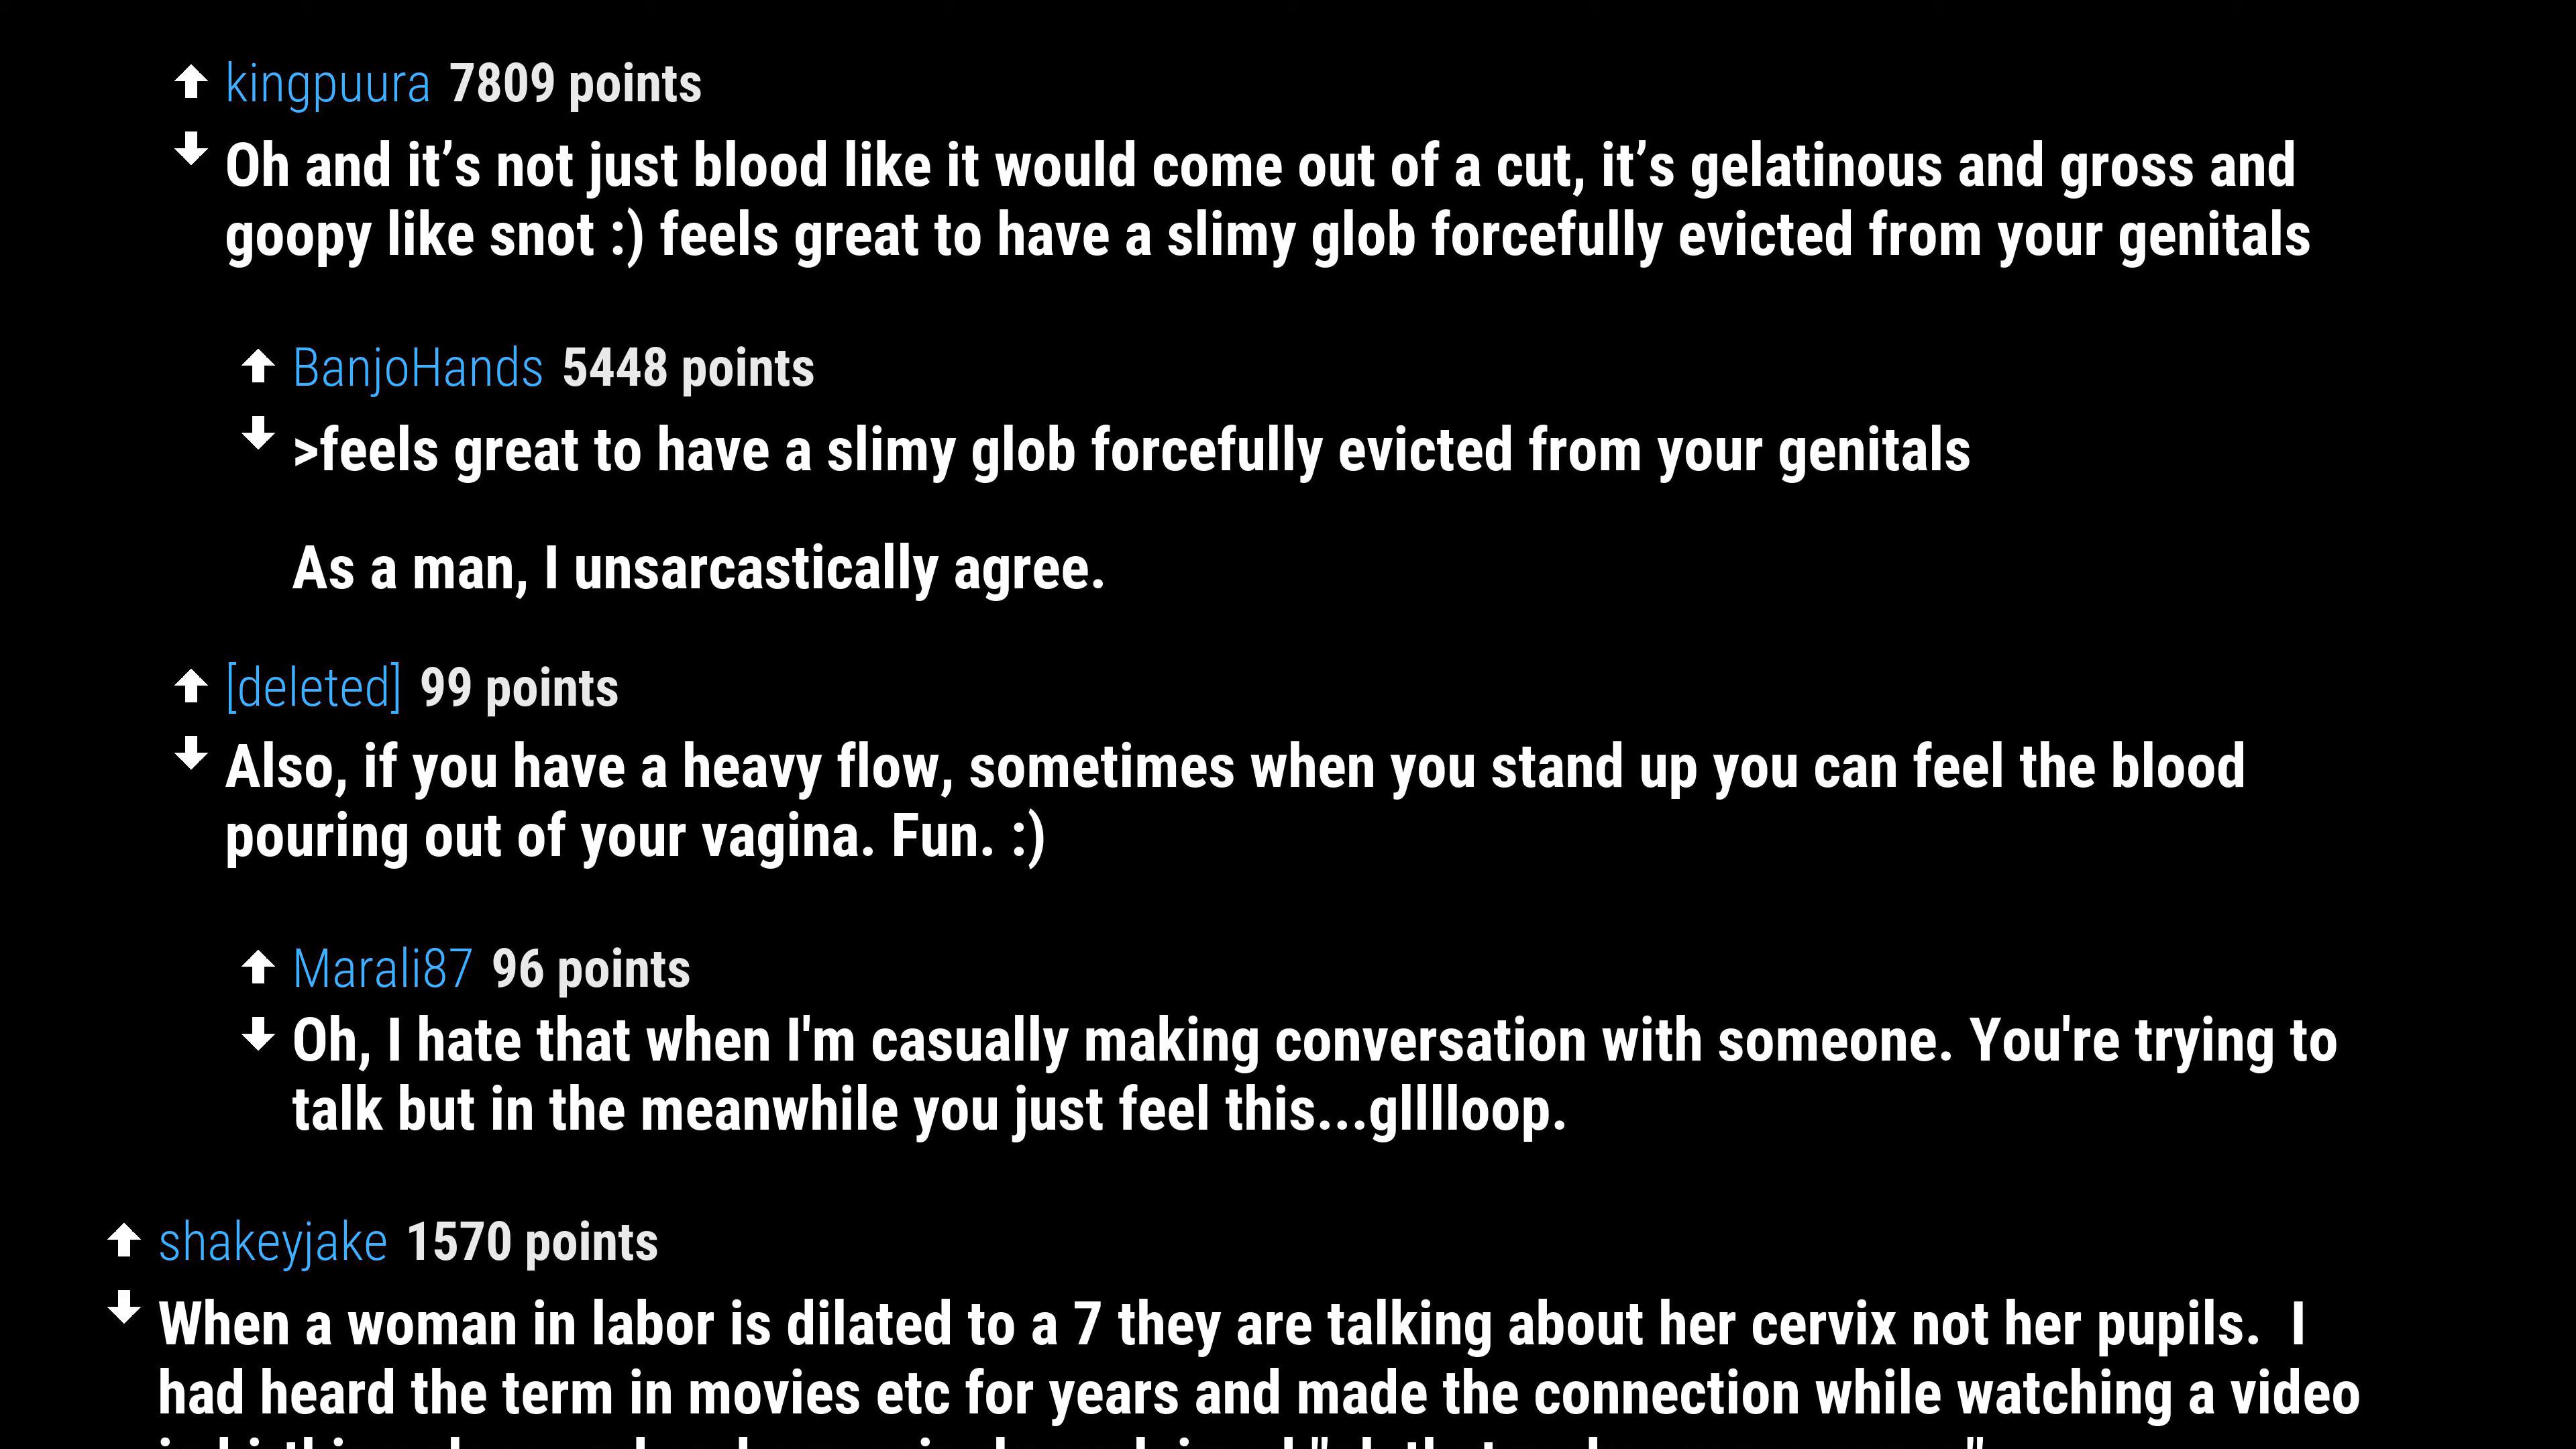 kingpuura 7809 points
Oh and it’s not just blood like it would come out of a cut, it’s gelatinous and gross and
goopy like snot :) feels great to have a slimy glob forcefully evicted from your genitals
BanjoHands 5448 points
>feels great to have a slimy glob forcefully evicted from your genitals
As a man, I unsarcastically agree.
[deleted] 99 points
Also, if you have a heavy flow, sometimes when you stand up you can feel the blood
pouring out of your vagina. Fun. :)
Marali87 96 points
Oh, I hate that when I'm casually making conversation with someone. You're trying to
talk but in the meanwhile you just feel this...glllloop.
shakeyjake 1570 points
When a woman in labor is dilated to a 7 they are talking about her cervix not her pupils.  I
had heard the term in movies etc for years and made the connection while watching a video